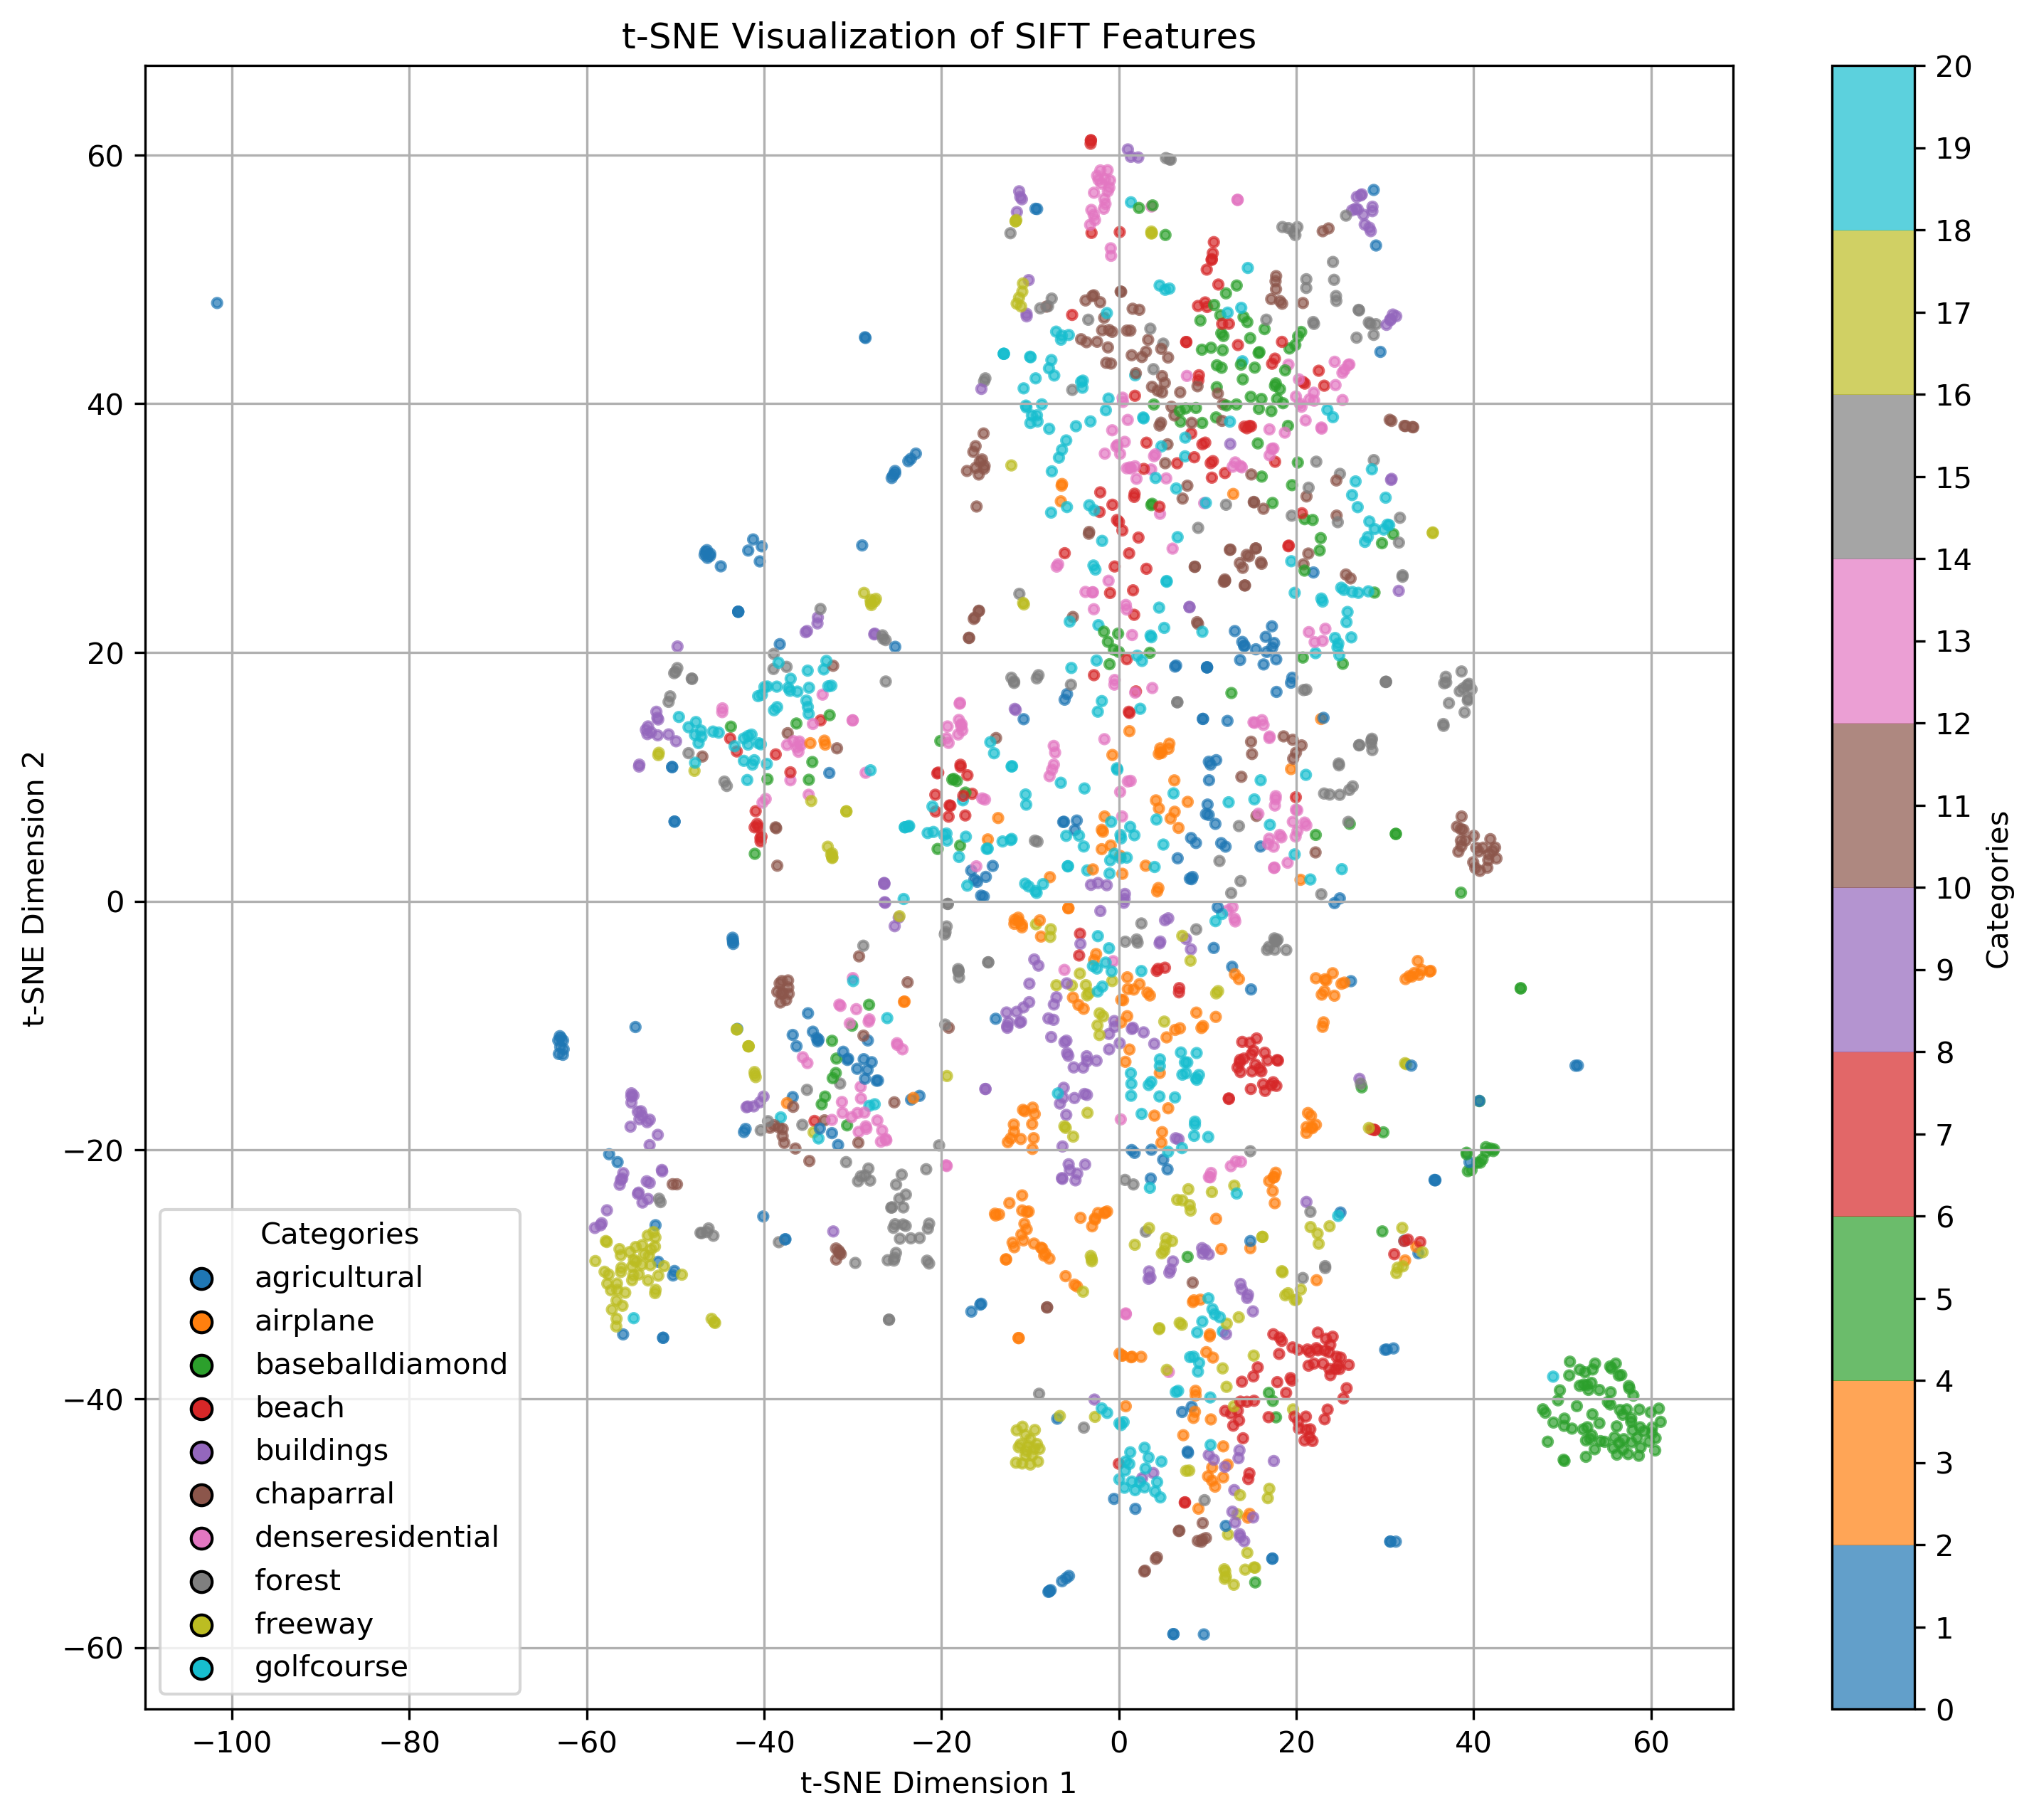 t-SNE Visualization of SIFT Features
60
40
20
0
−20
−40
−60
t-SNE Dimension 2
−100
−80
−60
−40
−20
0
20
40
60
t-SNE Dimension 1
Categories
agricultural
airplane
baseballdiamond
beach
buildings
chaparral
denseresidential
forest
freeway
golfcourse
20
19
18
17
16
15
14
13
12
11
10
9
8
7
6
5
4
3
2
1
0
Categories